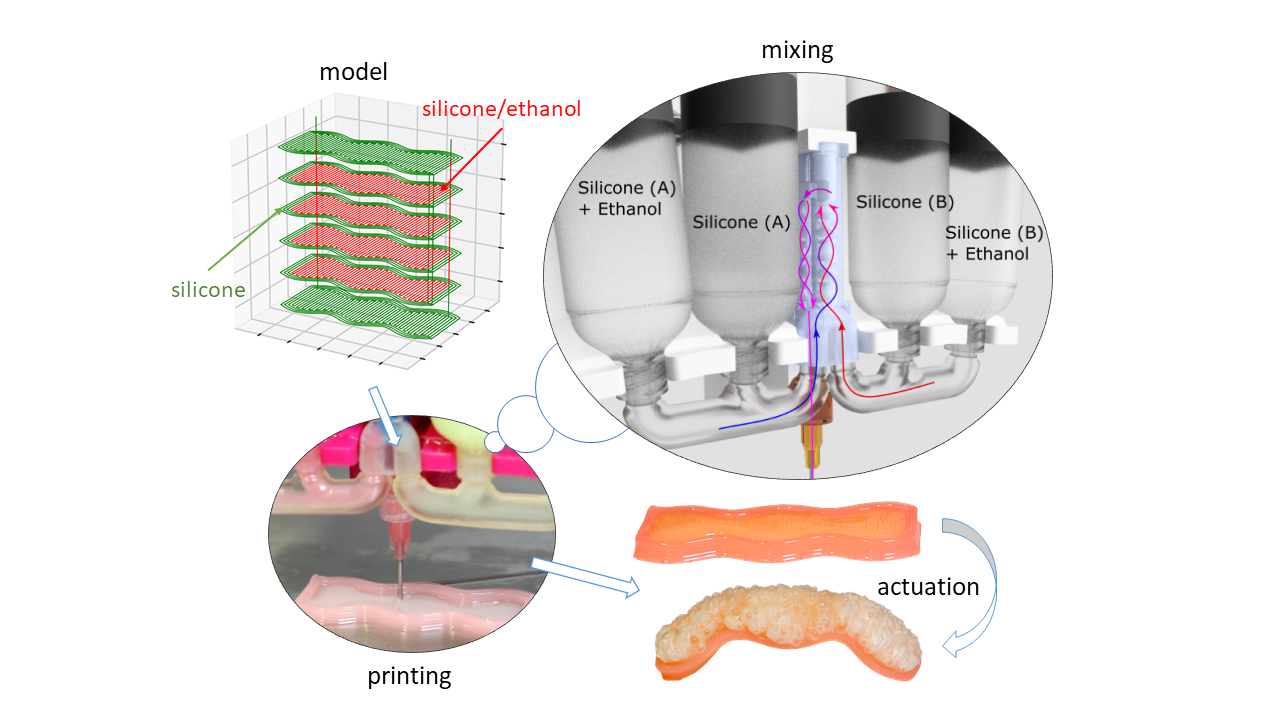 mixing
model
silicone/ethanol
Silicone (A)
+ Ethanol
Silicone (A)
Silicone (B)
Silicone (B)
+ Ethanol
silicone
actuation
printing